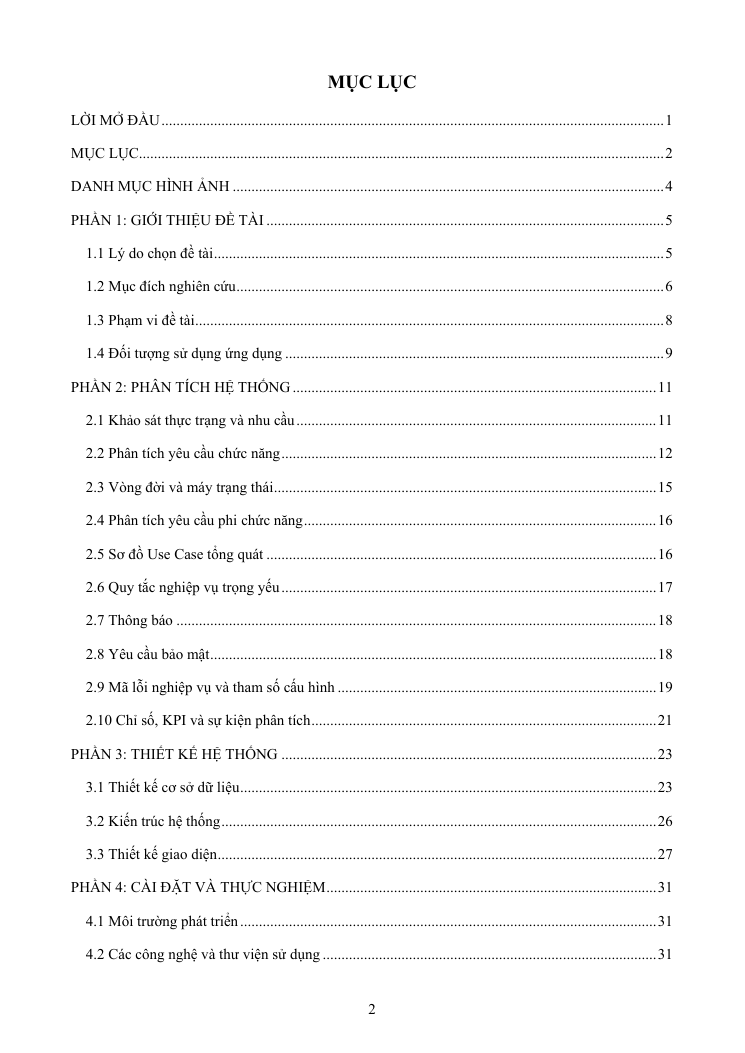 MỤC LỤC
LỜI MỞ ĐẦU ... 1
MỤC LỤC ... 2
DANH MỤC HÌNH ẢNH ... 4
PHẦN 1: GIỚI THIỆU ĐỀ TÀI ... 5
1.1 Lý do chọn đề tài ... 5
1.2 Mục đích nghiên cứu ... 6
1.3 Phạm vi đề tài ... 8
1.4 Đối tượng sử dụng ứng dụng ... 9
PHẦN 2: PHÂN TÍCH HỆ THỐNG ... 11
2.1 Khảo sát thực trạng và nhu cầu ... 11
2.2 Phân tích yêu cầu chức năng ... 12
2.3 Vòng đời và máy trạng thái ... 15
2.4 Phân tích yêu cầu phi chức năng ... 16
2.5 Sơ đồ Use Case tổng quát ... 16
2.6 Quy tắc nghiệp vụ trọng yếu ... 17
2.7 Thông báo ... 18
2.8 Yêu cầu bảo mật ... 18
2.9 Mã lỗi nghiệp vụ và tham số cấu hình ... 19
2.10 Chỉ số, KPI và sự kiện phân tích ... 21
PHẦN 3: THIẾT KẾ HỆ THỐNG ... 23
3.1 Thiết kế cơ sở dữ liệu ... 23
3.2 Kiến trúc hệ thống ... 26
3.3 Thiết kế giao diện ... 27
PHẦN 4: CÀI ĐẶT VÀ THỰC NGHIỆM ... 31
4.1 Môi trường phát triển ... 31
4.2 Các công nghệ và thư viện sử dụng ... 31
2